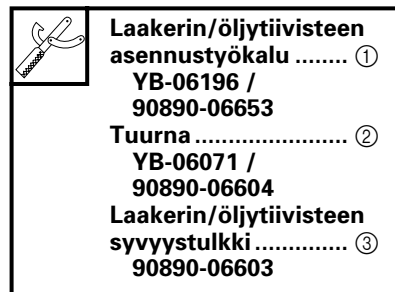 Laakerin/öljytiivisteen
asennustyökalu ........ ①
YB-06196 /
90890-06653
Tuurna ...................... ②
YB-06071 /
90890-06604
Laakerin/öljytiivisteen
syvyystulkki .............. ③
90890-06603